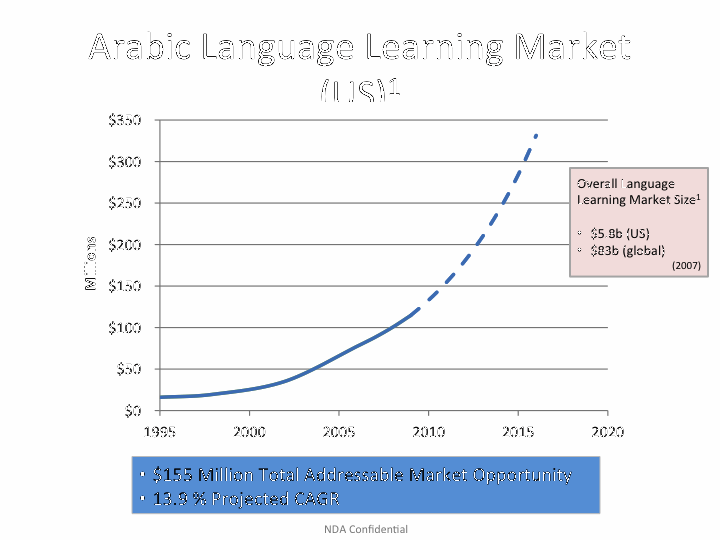 Arabic Language Learning Market
(US)¹
$350
$300
$250
$200
$150
$100
$50
$0
Millions
1995 2000 2005 2010 2015 2020
Overall Language
Learning Market Size¹
• $5.8b (US)
• $83b (global)
(2007)
• $155 Million Total Addressable Market Opportunity
• 13.9 % Projected CAGR
NDA Confidential